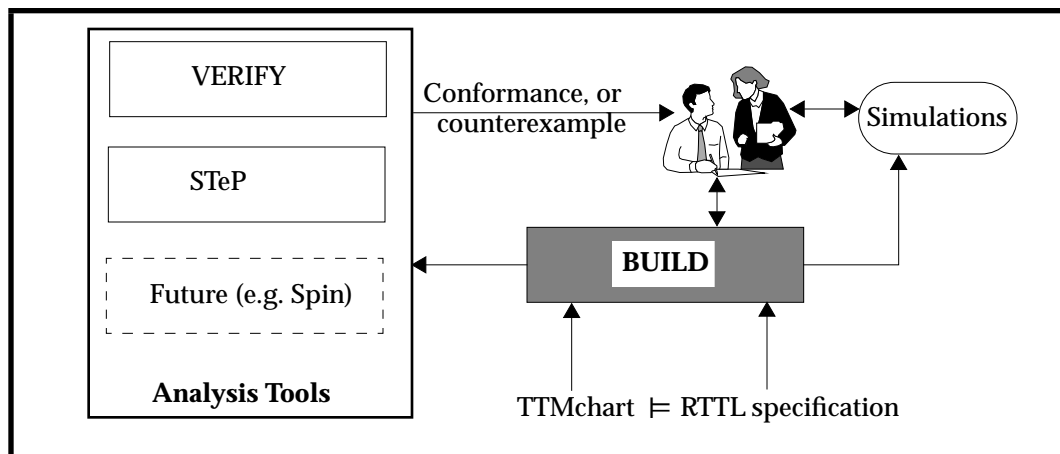 VERIFY
STeP
Future (e.g. Spin)
Analysis Tools
Conformance, or
counterexample
Simulations
BUILD
TTMchart ⊨ RTTL specification